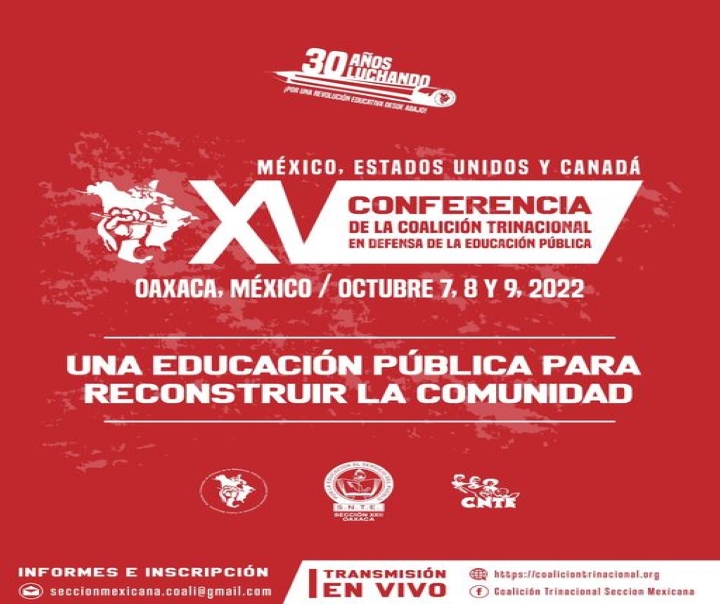 30 AÑOS
LUCHANDO
¡POR UNA REVOLUCIÓN EDUCATIVA DESDE ABAJO!
MÉXICO, ESTADOS UNIDOS Y CANADÁ
XV CONFERENCIA
DE LA COALICIÓN TRINACIONAL
EN DEFENSA DE LA EDUCACIÓN PÚBLICA
OAXACA, MÉXICO / OCTUBRE 7, 8 Y 9, 2022
UNA EDUCACIÓN PÚBLICA PARA
RECONSTRUIR LA COMUNIDAD
S.N.T.E.
SECCIÓN XXII
OAXACA
CNTE
INFORMES E INSCRIPCIÓN
seccionmexicana.coali@gmail.com
TRANSMISIÓN
EN VIVO
https://coaliciontrinacional.org
Coalición Trinacional Seccion Mexicana